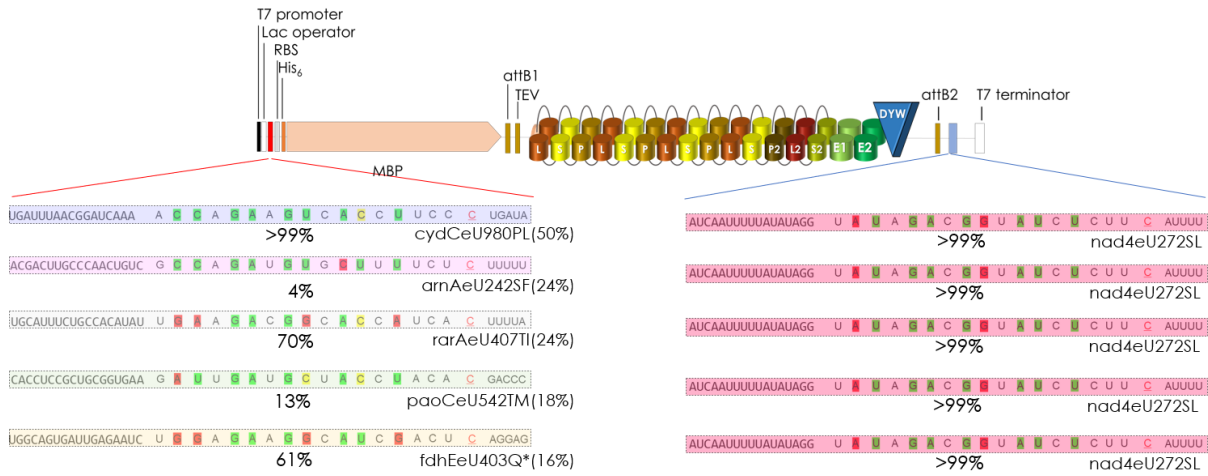 T7 promoter
Lac operator
RBS
His6
attB1
TEV
attB2
T7 terminator
DYW
L S P L S P L S P L S P2 L2 S2 E1 E2
MBP
UGAUUUAACGGAUCAAA A C C A G A A G U C A C C U U C C C UGAUA
>99% cydCeU980PL(50%)
ACGACUUGCCCAACUGUC G C C A G A U G U G C U U U U C U C UUUUU
4% arnAeU242SF(24%)
UGCAUUUCUGCCACAUAU U G A A G A C G G C A C C A U C A C UUUUA
70% rarAeU407TI(24%)
CACCUCCGCUGCGGUGAA G A U U G A U G C U A C C U A C A C GACCC
13% paoCeU542TM(18%)
UGGCAGUGAUUGAGAAUC U G G A G A A G G C A U C G A C U C AGGAG
61% fdhEeU403Q*(16%)
AUCAAUUUUUAUAUAGG U A U A G A C G G U A U C U C U U C AUUUU
>99% nad4eU272SL
AUCAAUUUUUAUAUAGG U A U A G A C G G U A U C U C U U C AUUUU
>99% nad4eU272SL
AUCAAUUUUUAUAUAGG U A U A G A C G G U A U C U C U U C AUUUU
>99% nad4eU272SL
AUCAAUUUUUAUAUAGG U A U A G A C G G U A U C U C U U C AUUUU
>99% nad4eU272SL
AUCAAUUUUUAUAUAGG U A U A G A C G G U A U C U C U U C AUUUU
>99% nad4eU272SL